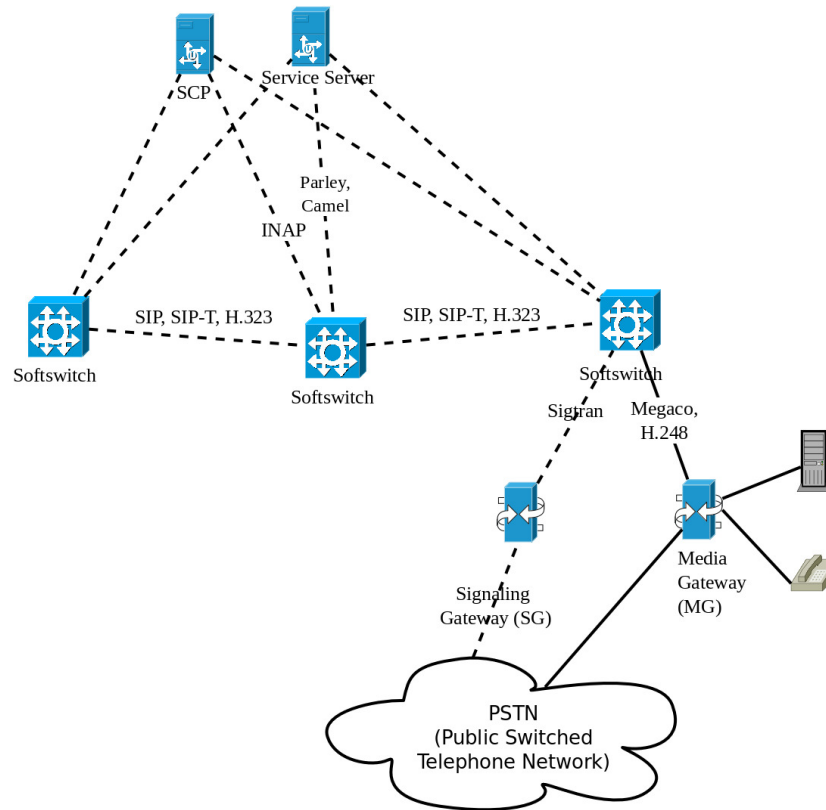 SCP
Service Server
Parley,
Camel
INAP
SIP, SIP-T, H.323
SIP, SIP-T, H.323
Softswitch
Softswitch
Softswitch
Sigtran
Megaco,
H.248
Media
Gateway
(MG)
Signaling
Gateway (SG)
PSTN
(Public Switched
Telephone Network)